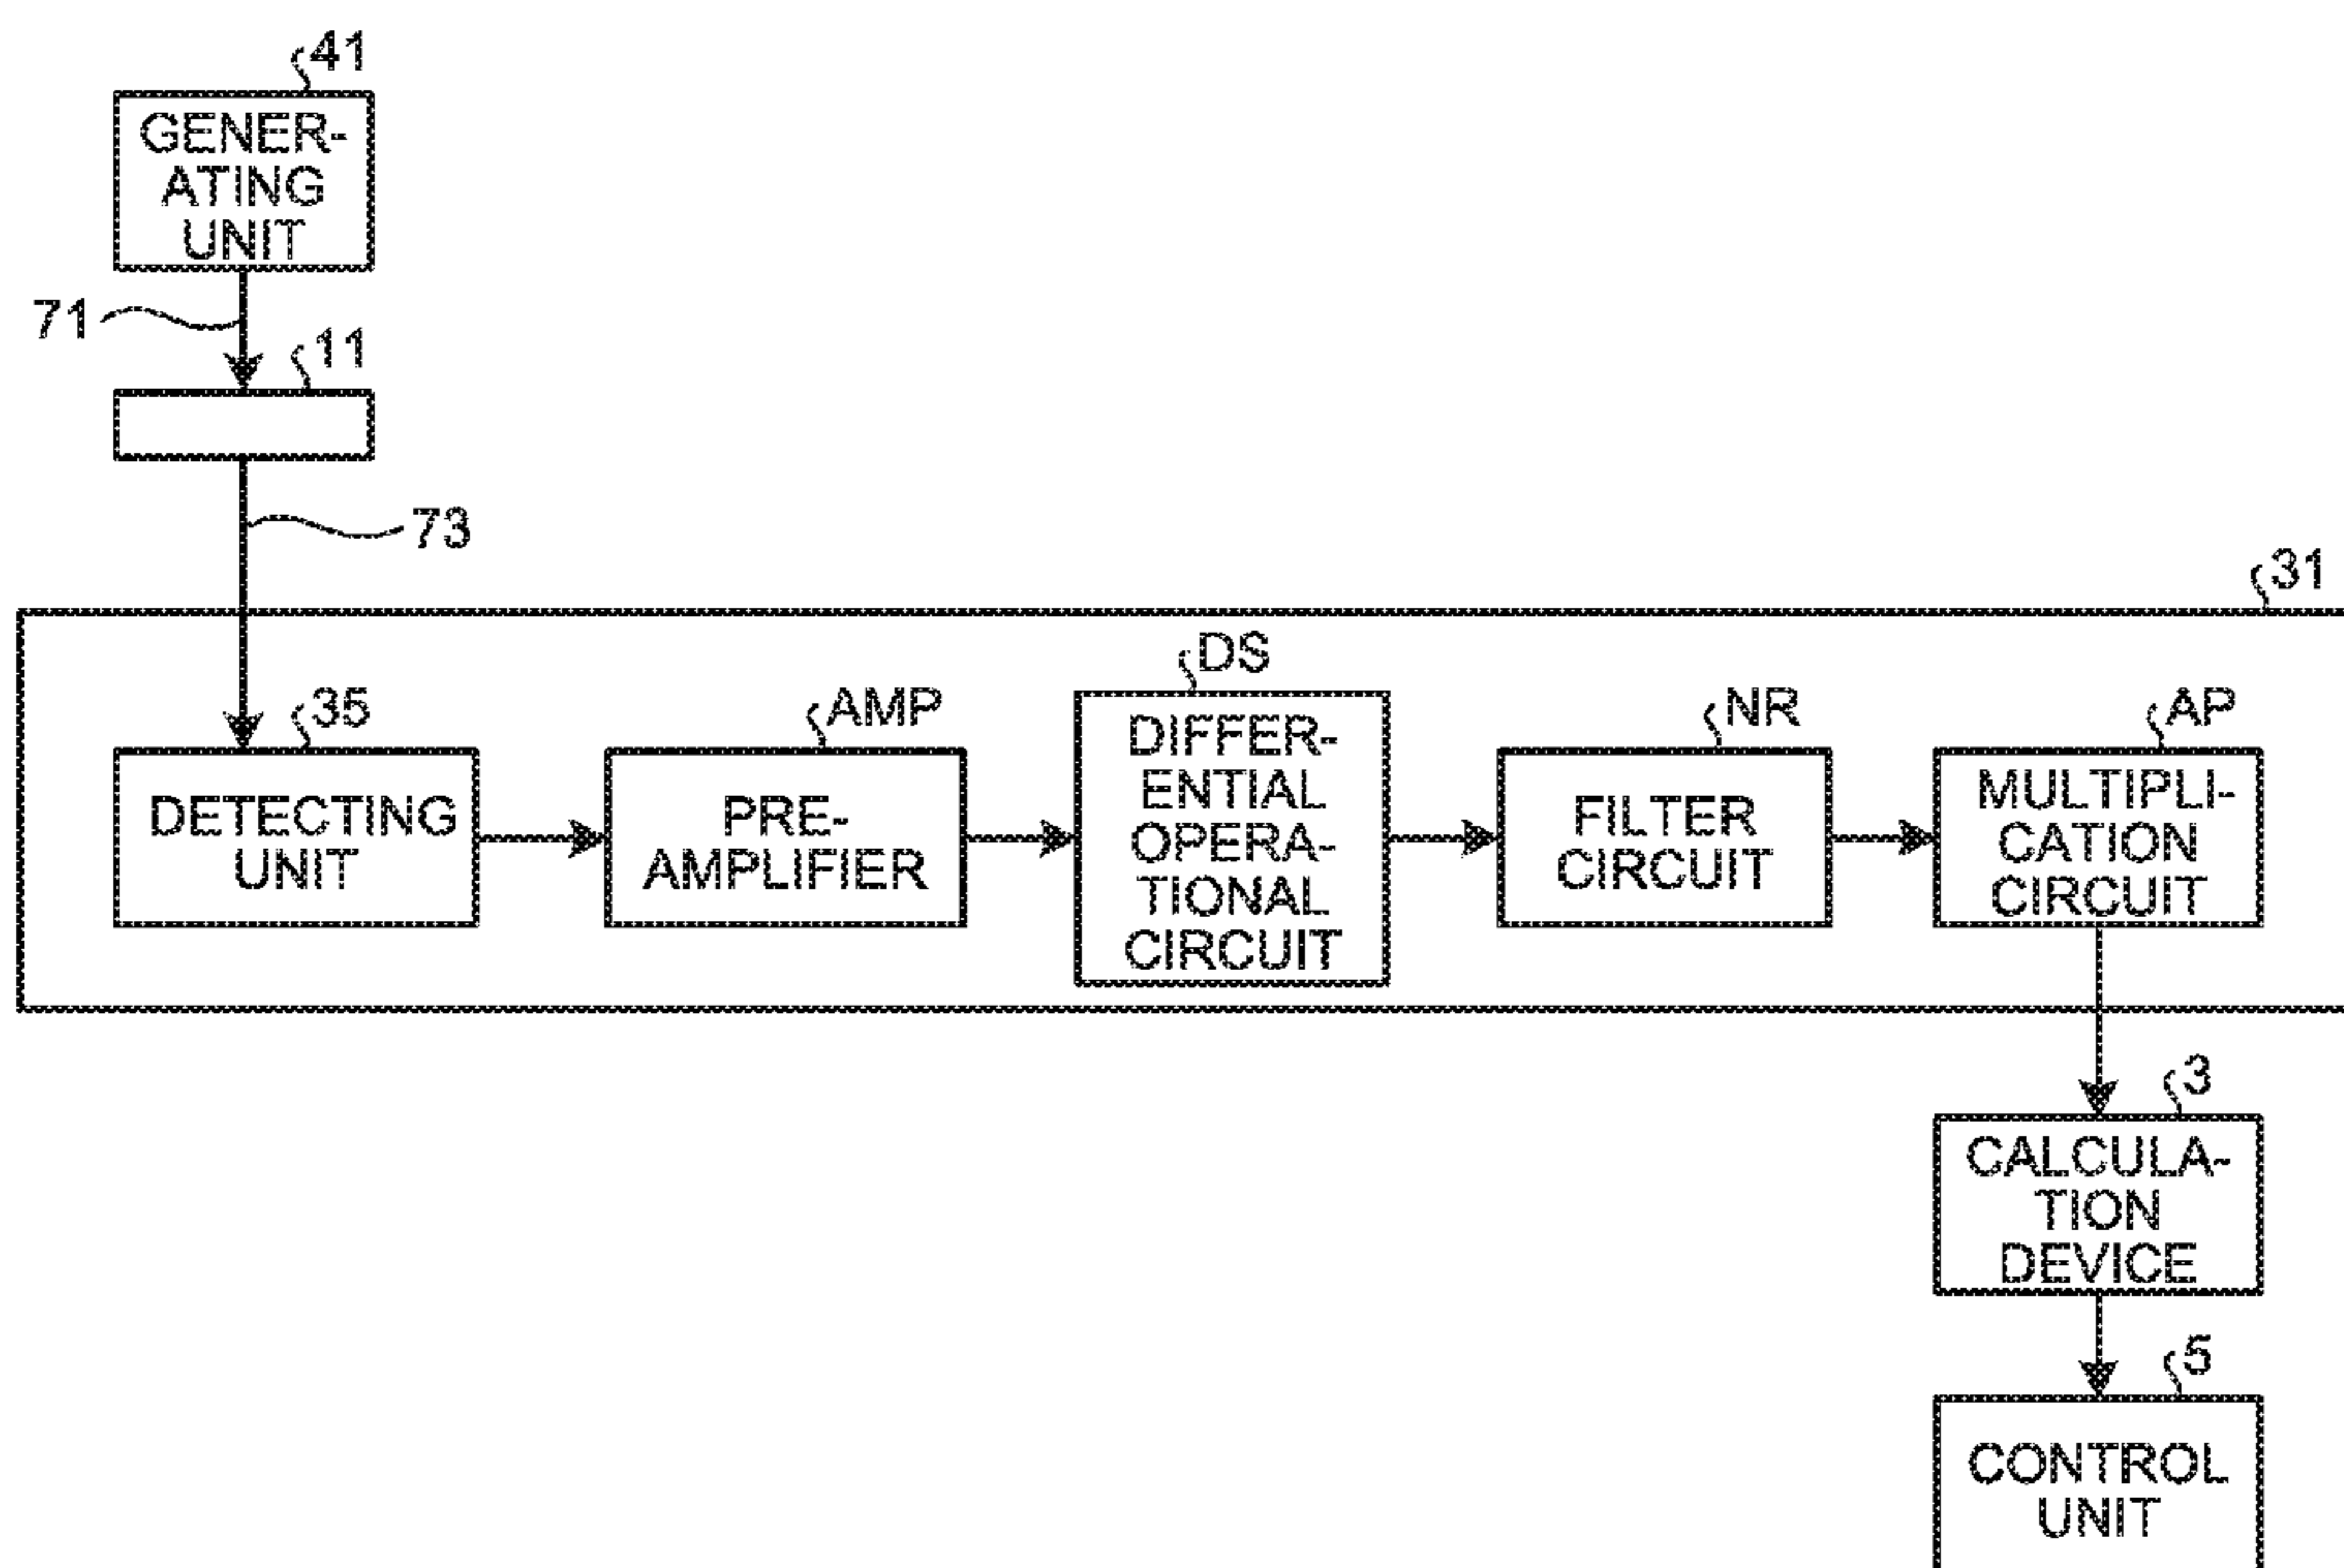 41
GENER-
ATING
UNIT
71
11
73
31
35
DETECTING
UNIT
AMP
PRE-
AMPLIFIER
DS
DIFFER-
ENTIAL
OPERA-
TIONAL
CIRCUIT
NR
FILTER
CIRCUIT
AP
MULTIPLI-
CATION
CIRCUIT
3
CALCULA-
TION
DEVICE
5
CONTROL
UNIT